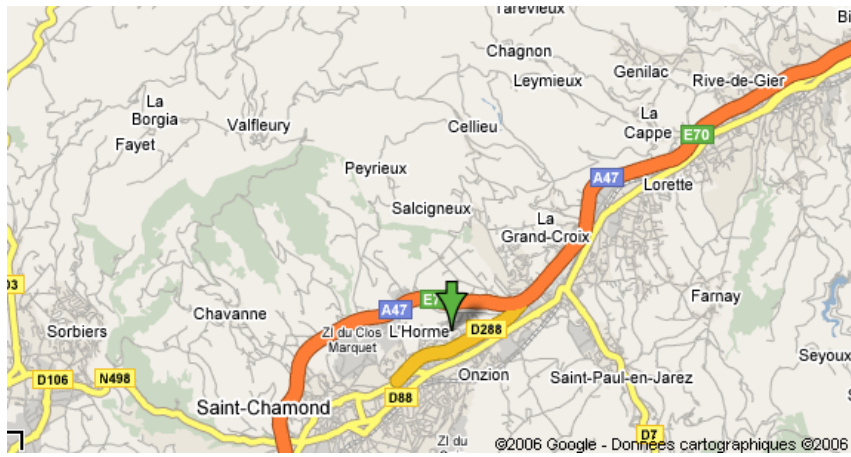 Tarevieux
Chagnon
Genilac
Leymieux
Rive-de-Gier
La
Borgia
La
Cappe
Valfleury
Cellieu
E70
Fayet
Peyrieux
A47
Lorette
Salcigneux
La
Grand-Croix
Farnay
Chavanne
A47
L'Horme
D288
Sorbiers
ZI du Clos
Marquet
Seyoux
Onzion
Saint-Paul-en-Jarez
D106
N498
D88
Saint-Chamond
D7
ZI du
©2006 Google - Données cartographiques ©2006